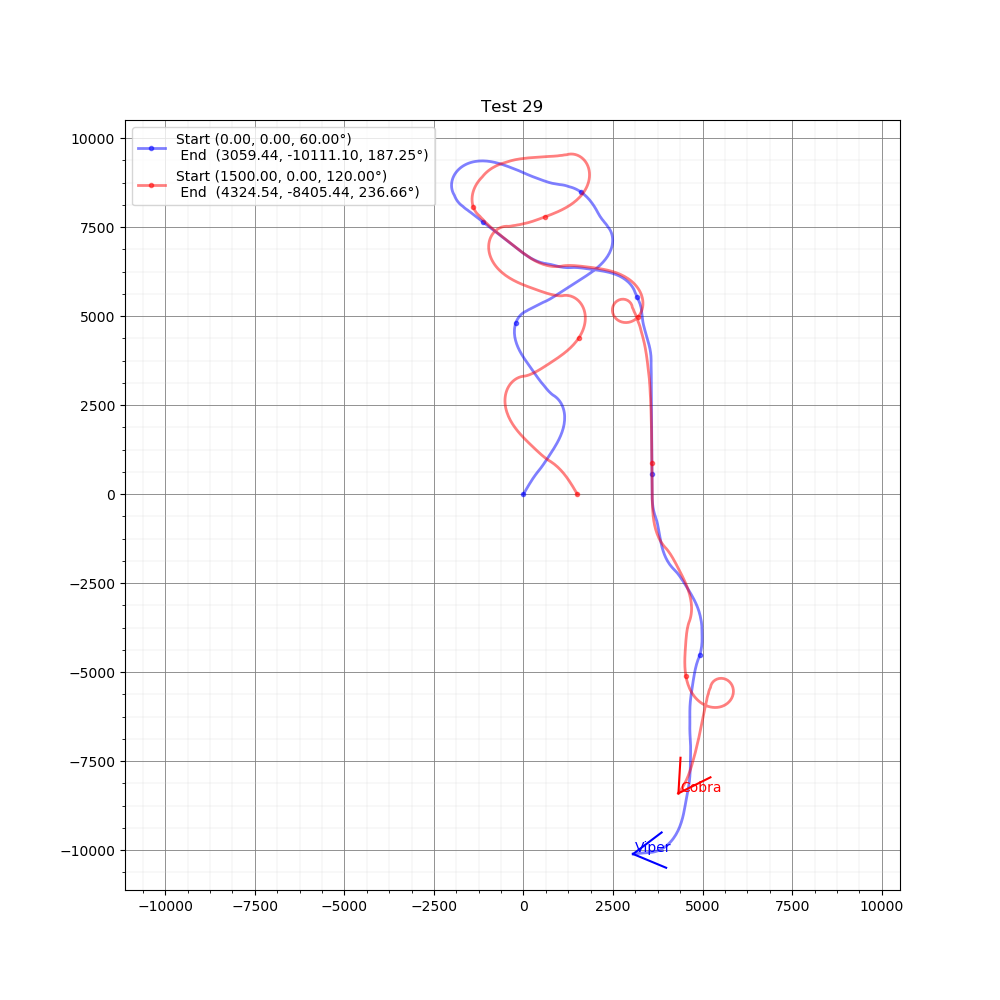 Test 29
Start (0.00, 0.00, 60.00°)
End  (3059.44, -10111.10, 187.25°)
Start (1500.00, 0.00, 120.00°)
End  (4324.54, -8405.44, 236.66°)
10000
7500
5000
2500
0
−2500
−5000
−7500
−10000
Cobra
Viper
−10000 −7500 −5000 −2500 0 2500 5000 7500 10000